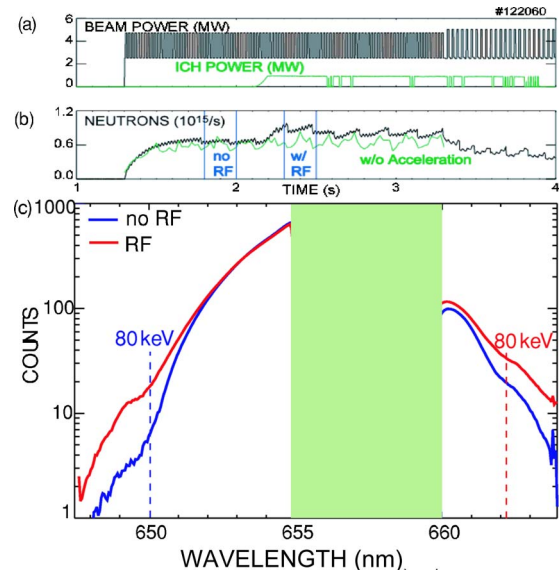 #122060
(a)
6
BEAM POWER (MW)
4
2
ICH POWER (MW)
0
(b)
1.2
NEUTRONS (10^15/s)
0.6
no RF
w/ RF
w/o Acceleration
0.0
1 2 3 4
TIME (s)
(c)
1000
no RF
RF
100
80 keV
80 keV
10
1
COUNTS
650 655 660
WAVELENGTH (nm)